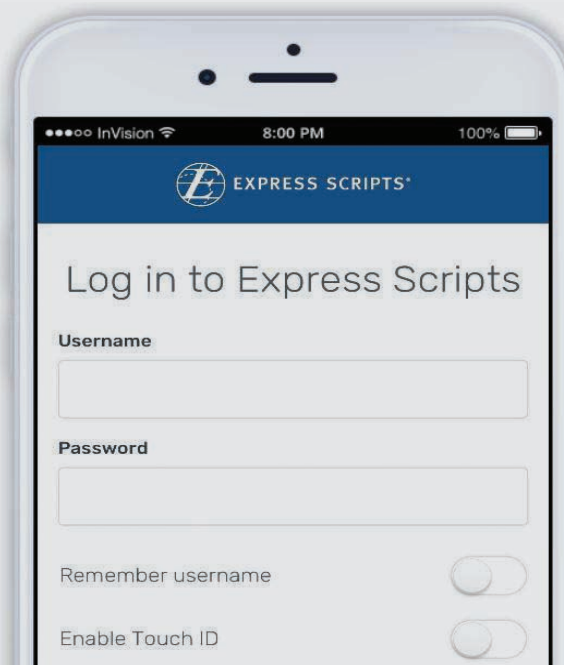 ●●●○○ InVision 8:00 PM 100%
EXPRESS SCRIPTS®
Log in to Express Scripts
Username
Password
Remember username
Enable Touch ID